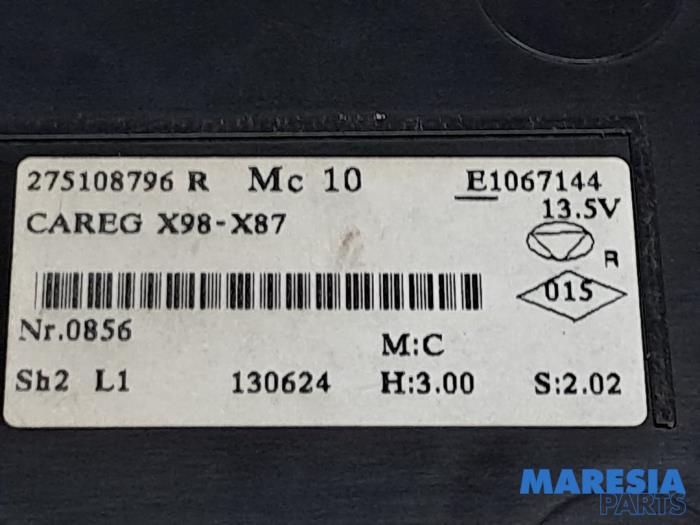 275108796 R Mc 10 E1067144
CAREG X98-X87 13.5V
R
015
Nr.0856
M:C
Sh2 L1 130624 H:3.00 S:2.02
MARESIA
PARTS